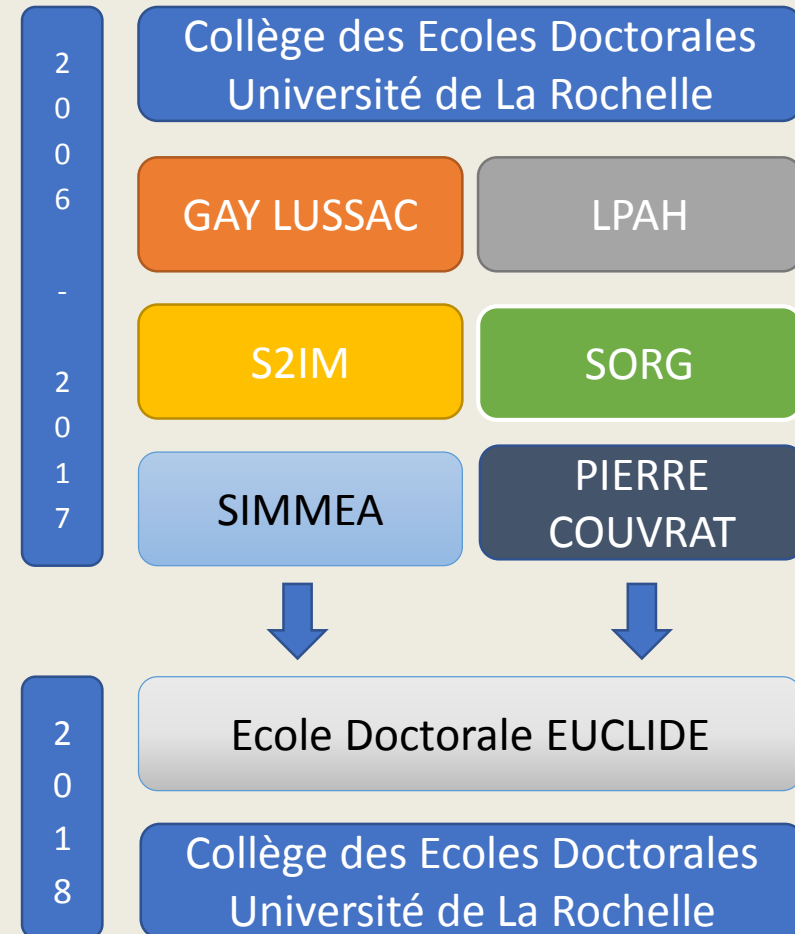 2006 - 2017
Collège des Ecoles Doctorales
Université de La Rochelle
GAY LUSSAC
LPAH
S2IM
SORG
SIMMEA
PIERRE
COUVRAT
2018
Ecole Doctorale EUCLIDE
Collège des Ecoles Doctorales
Université de La Rochelle